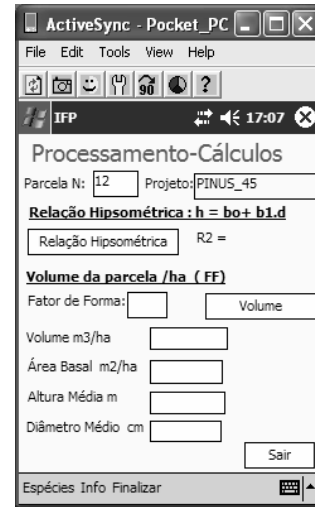 ActiveSync - Pocket_PC
File Edit Tools View Help
90 ?
IFP 17:07
Processamento-Cálculos
Parcela N: 12 Projeto: PINUS_45
Relação Hipsométrica : h = bo+ b1.d
Relação Hipsométrica R2 =
Volume da parcela /ha ( FF)
Fator de Forma: Volume
Volume m3/ha
Área Basal m2/ha
Altura Média m
Diâmetro Médio cm
Sair
Espécies Info Finalizar